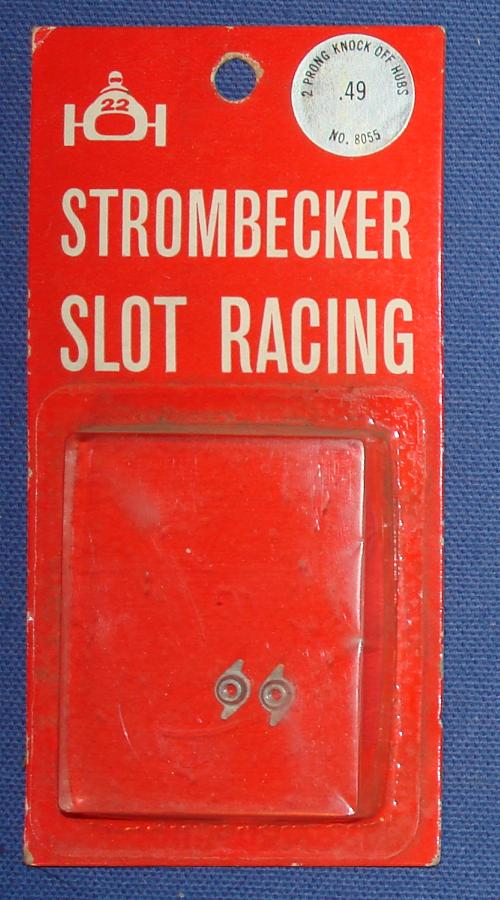 22
2 PRONG KNOCK OFF HUBS
.49
NO. 8055
STROMBECKER
SLOT RACING